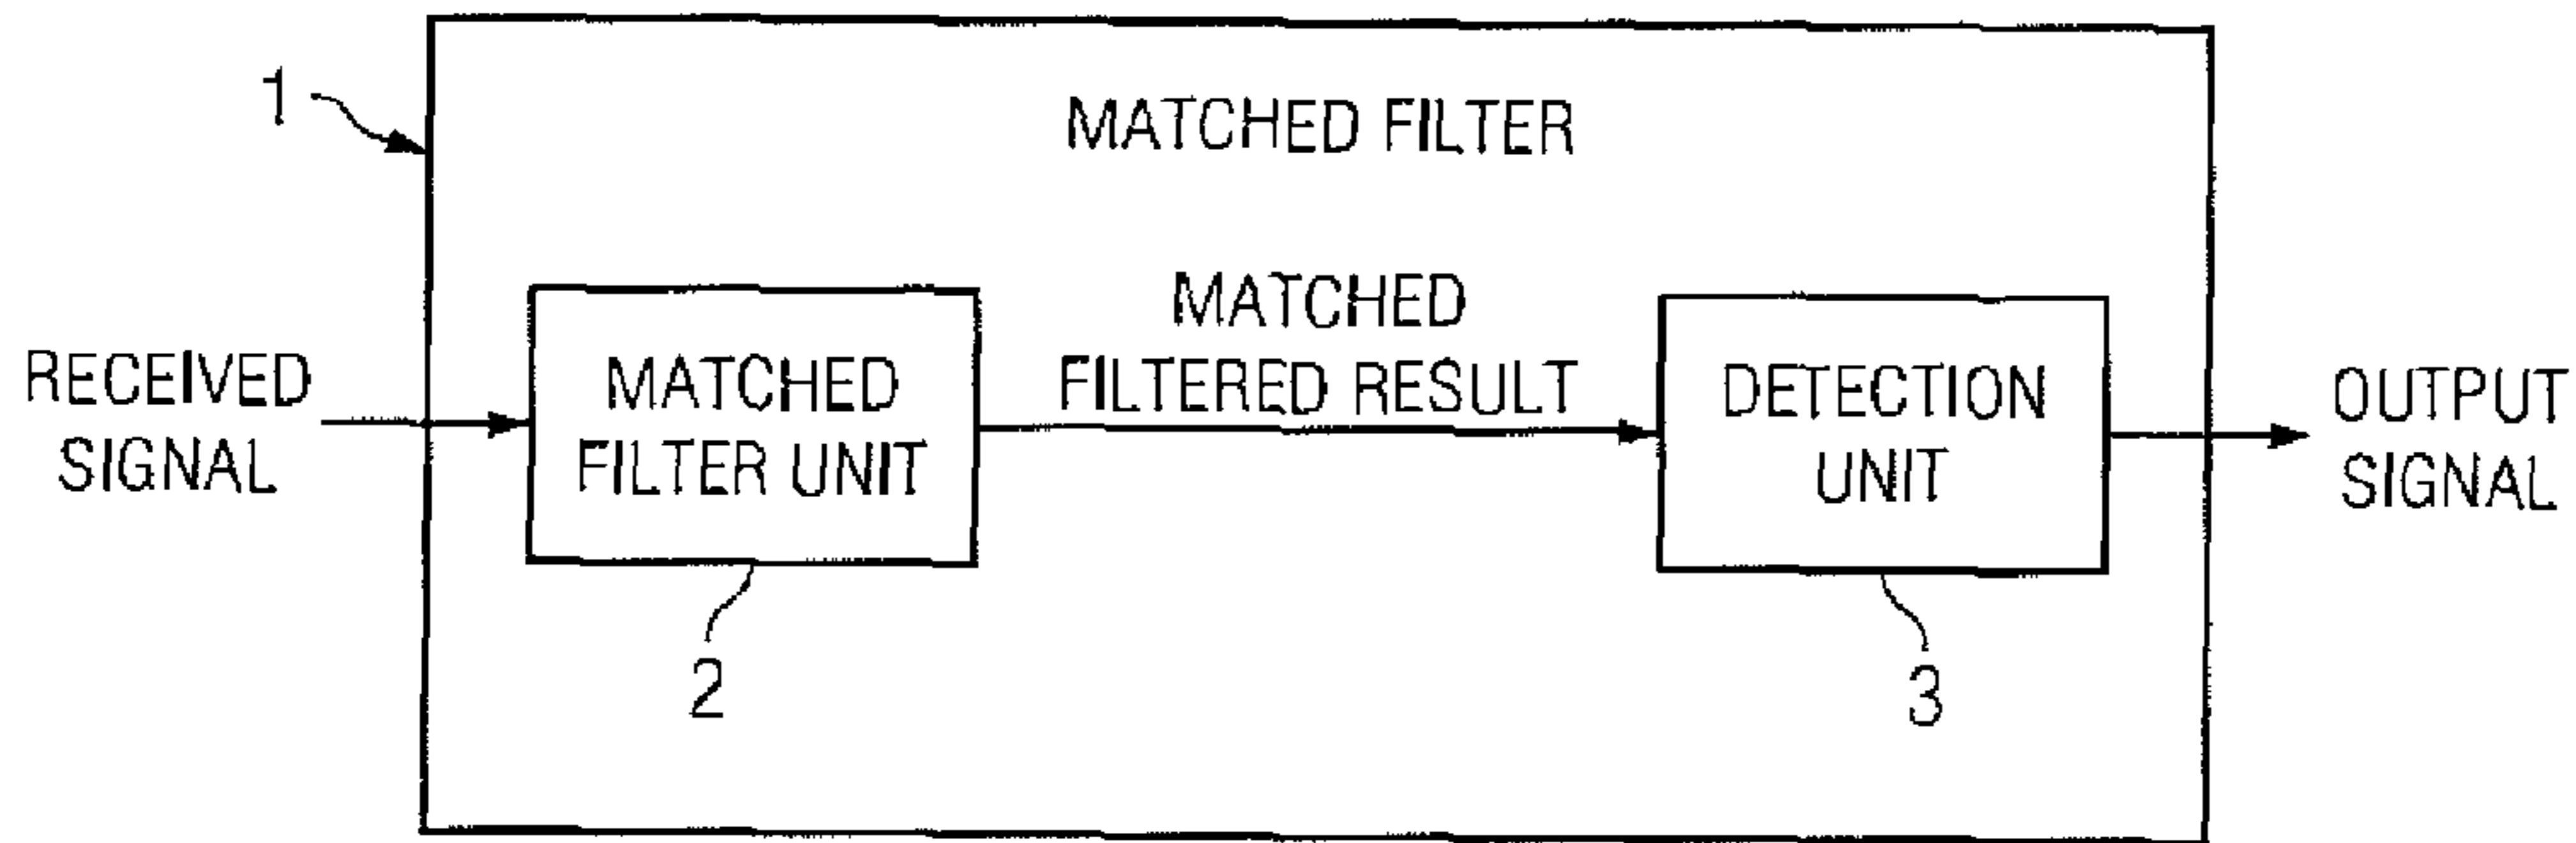 1
MATCHED FILTER
RECEIVED
SIGNAL
MATCHED
FILTER UNIT
MATCHED
FILTERED RESULT
DETECTION
UNIT
OUTPUT
SIGNAL
2
3